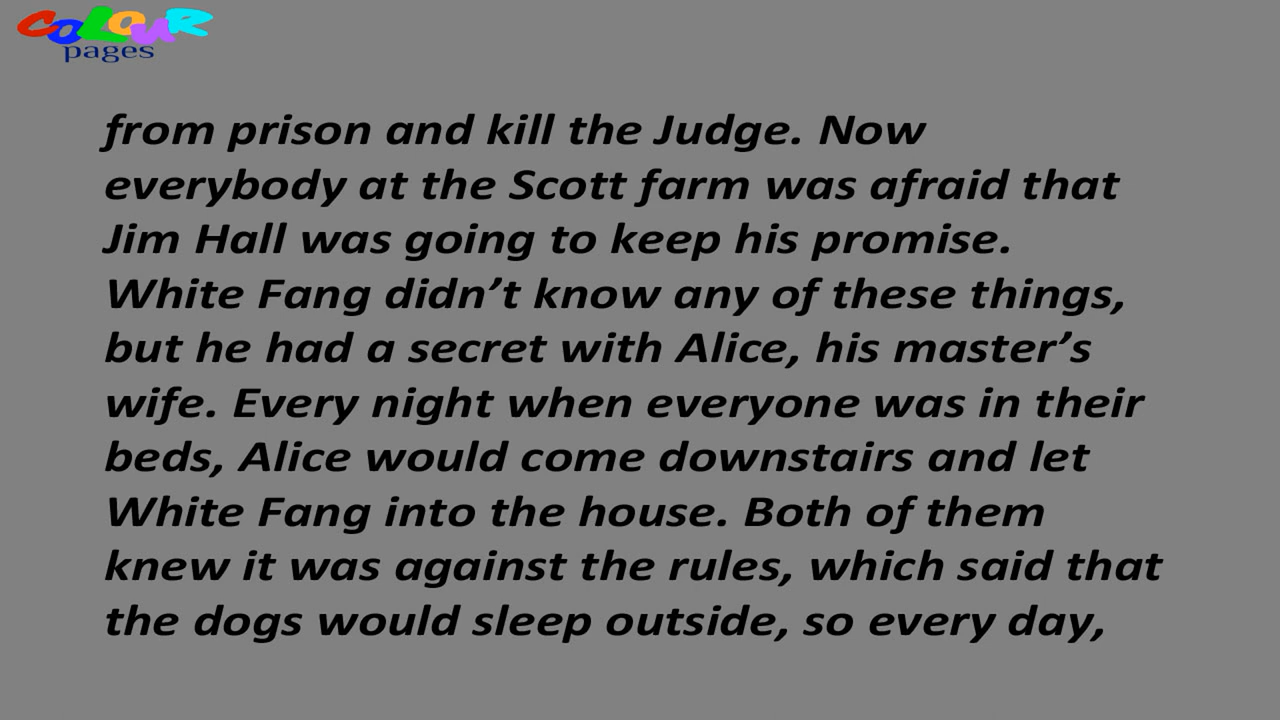 COLOUR
pages
from prison and kill the Judge. Now
everybody at the Scott farm was afraid that
Jim Hall was going to keep his promise.
White Fang didn’t know any of these things,
but he had a secret with Alice, his master’s
wife. Every night when everyone was in their
beds, Alice would come downstairs and let
White Fang into the house. Both of them
knew it was against the rules, which said that
the dogs would sleep outside, so every day,